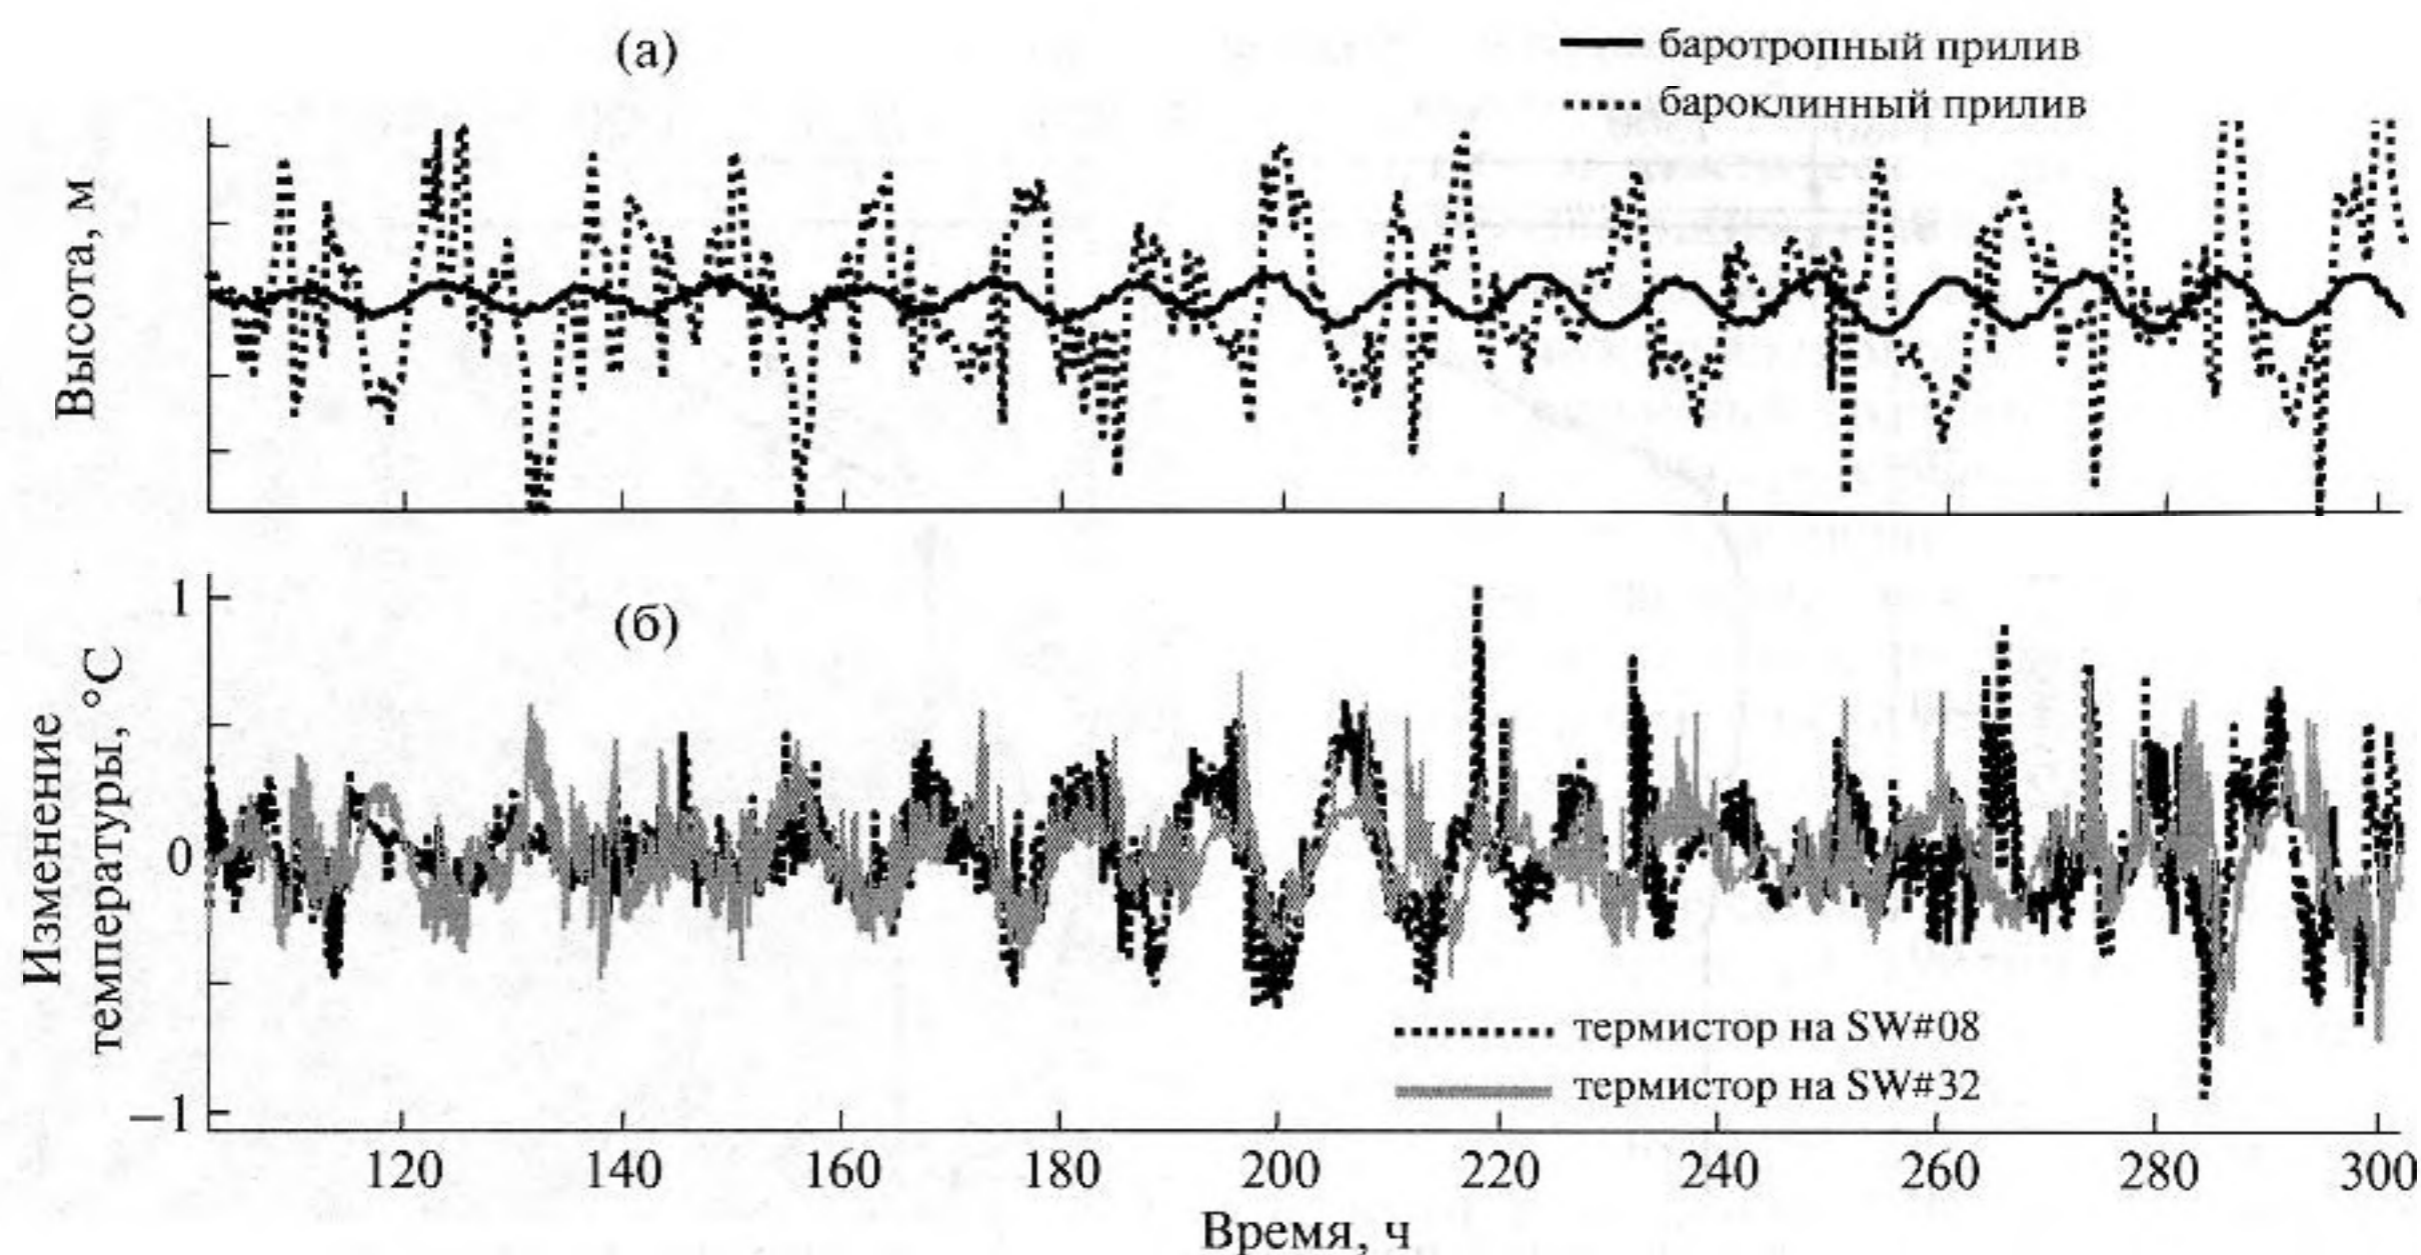 (а)
баротропный прилив
бароклинный прилив
Высота, м
(б)
Изменение
температуры, °С
1
0
−1
термистор на SW#08
термистор на SW#32
120 140 160 180 200 220 240 260 280 300
Время, ч